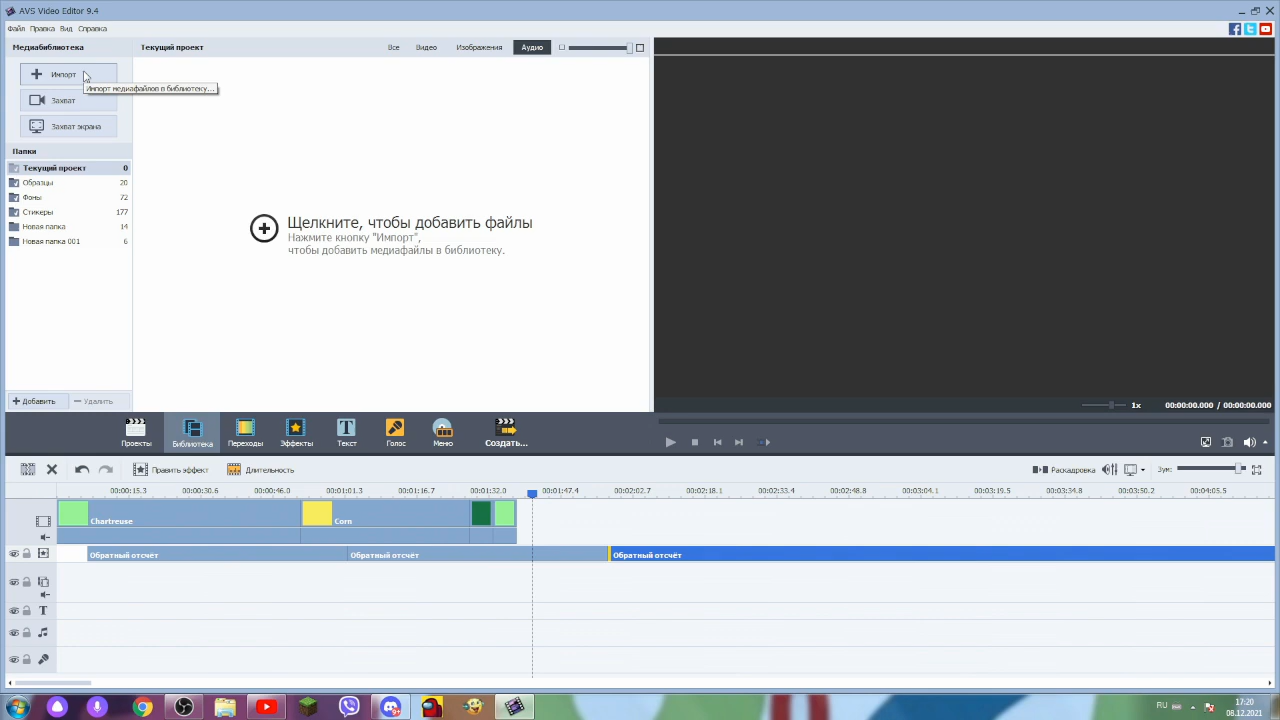 AVS Video Editor 9.4
Файл Правка Вид Справка
Медиабиблиотека
Текущий проект
Все Видео Изображения Аудио
Импорт
Импорт медиафайлов в библиотеку...
Захват
Захват экрана
Папки
Текущий проект 0
Образцы 20
Фоны 72
Стикеры 177
Новая папка 14
Новая папка 001 6
Щелкните, чтобы добавить файлы
Нажмите кнопку "Импорт",
чтобы добавить медиафайлы в библиотеку.
Добавить Удалить
1x 00:00:00.000 / 00:00:00.000
Проекты Библиотека Переходы Эффекты Текст Голос Меню Создать...
Править эффект Длительность Раскадровка Зум:
00:00:15.3 00:00:30.6 00:00:46.0 00:01:01.3 00:01:16.7 00:01:32.0 00:01:47.4 00:02:02.7 00:02:18.1 00:02:33.4 00:02:48.8 00:03:04.1 00:03:19.5 00:03:34.8 00:03:50.2 00:04:05.5
Chartreuse Corn
Обратный отсчёт Обратный отсчёт Обратный отсчёт
RU 17:20
08.12.2021